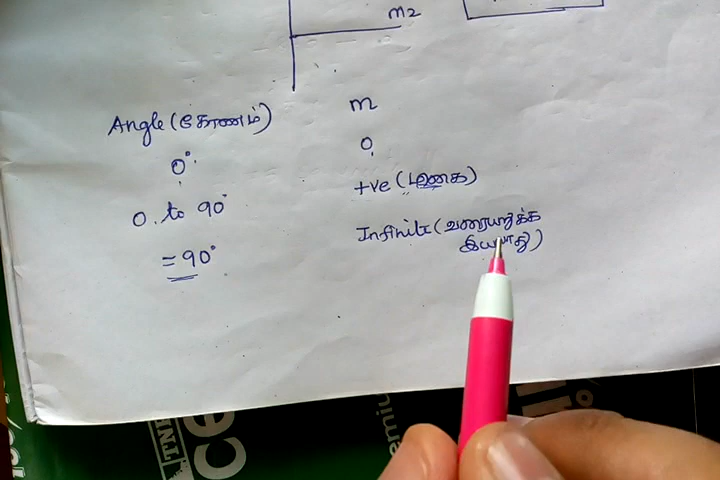 m2
Angle (கோணம்)
m
0°
0
0. to 90°
+ve (மிகை)
= 90°
Infinite (வரையறுக்க
இயலாது)